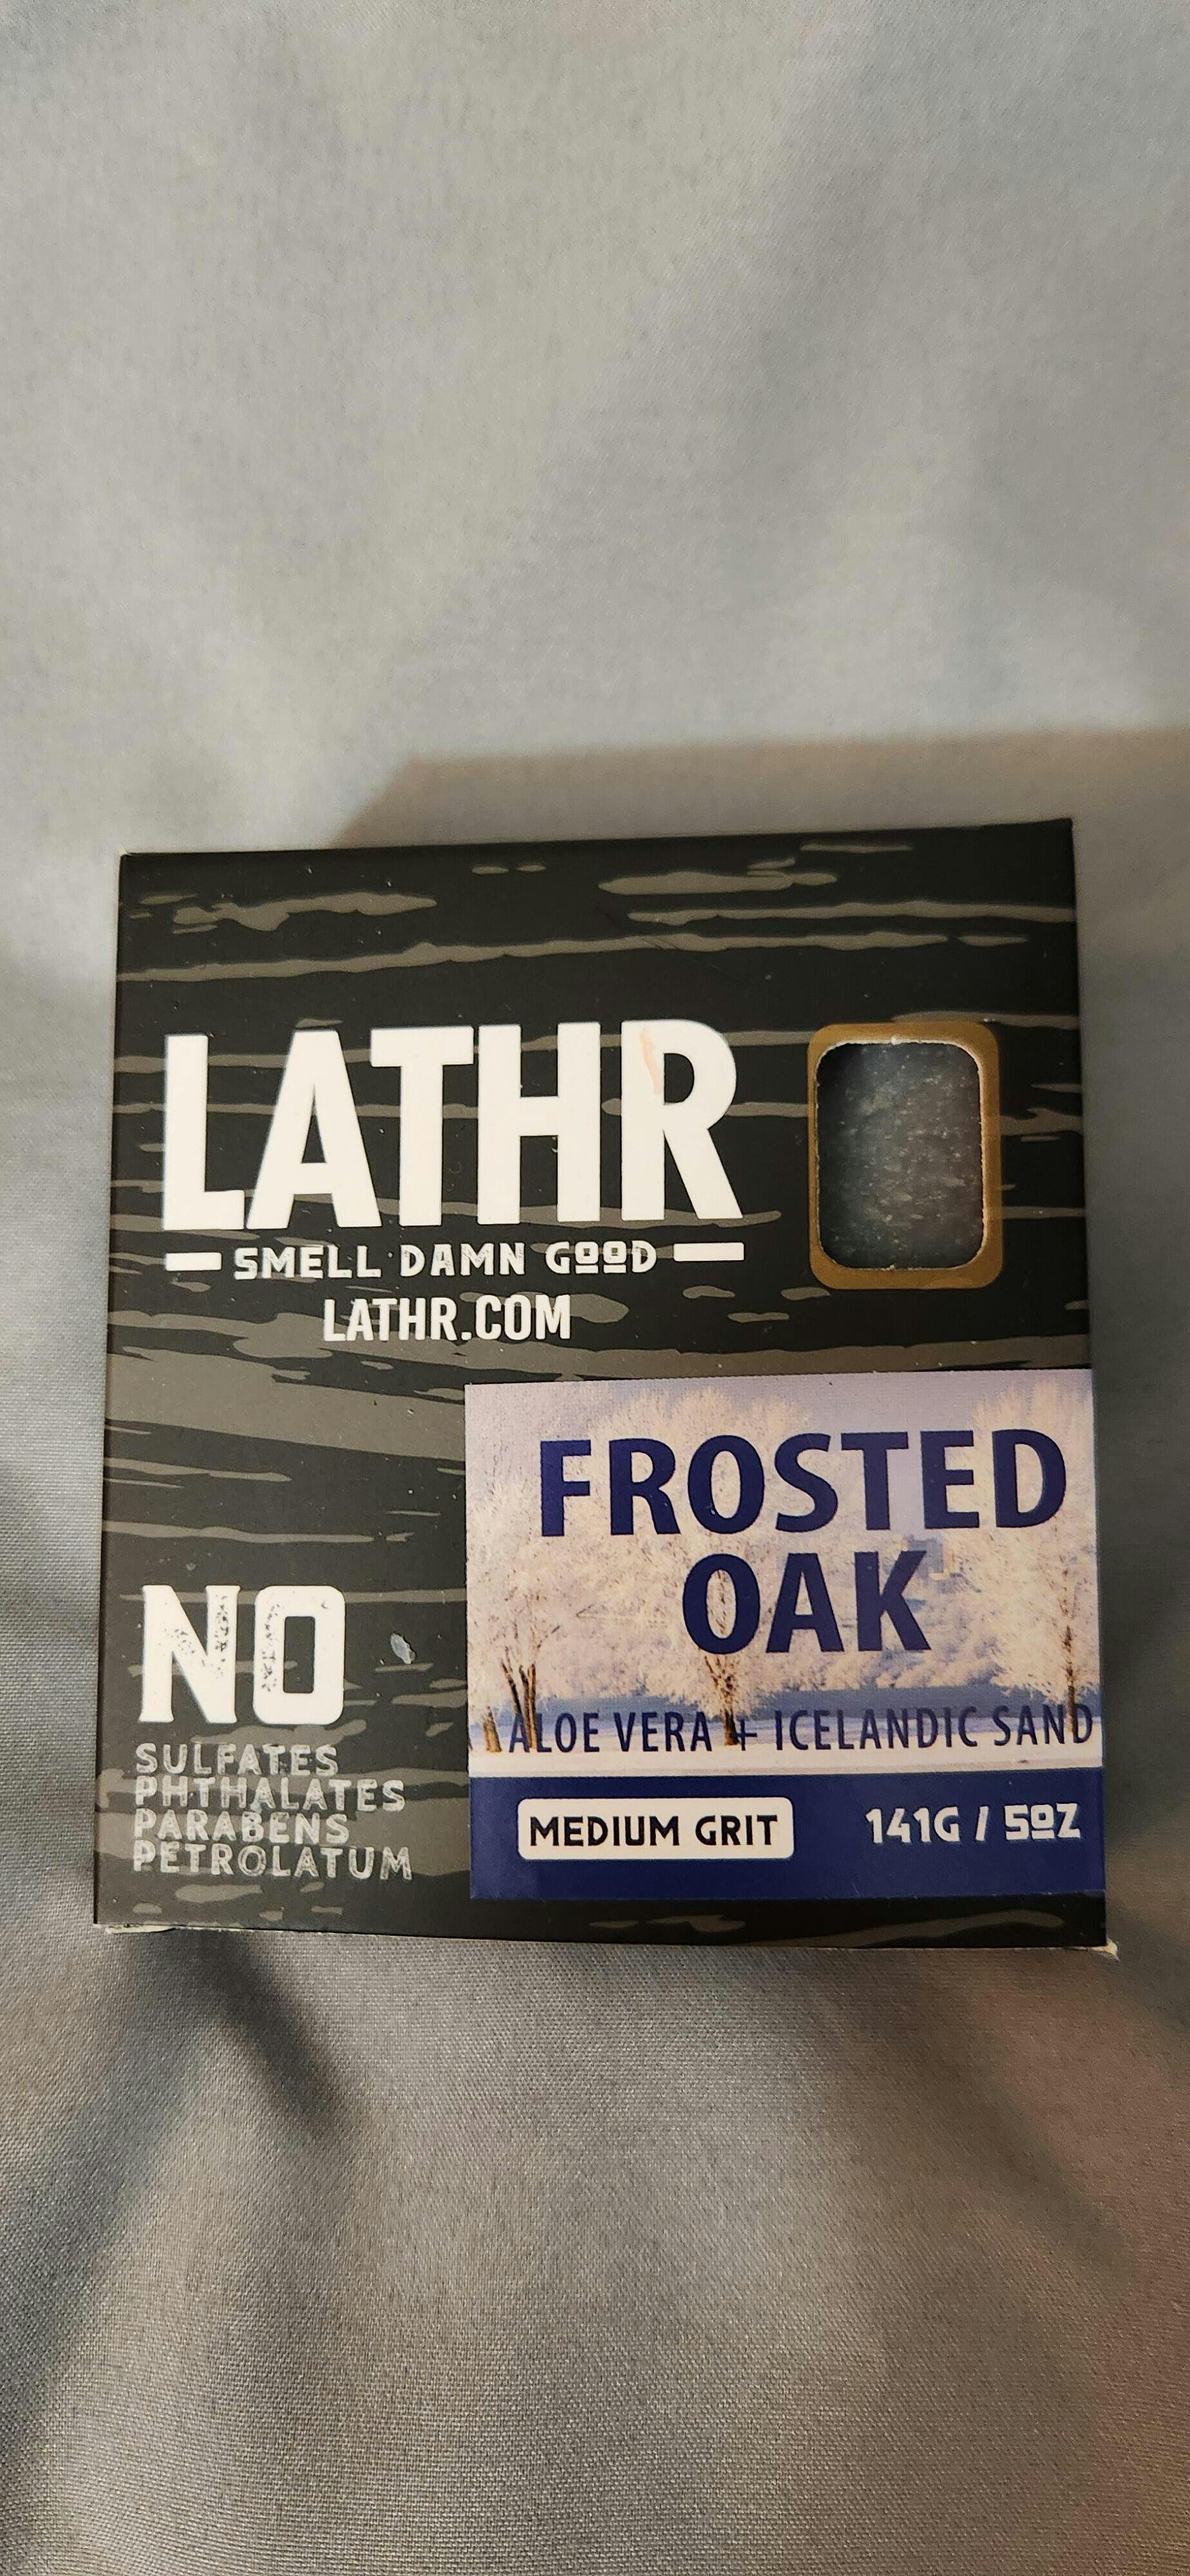 LATHR
SMELL DAMN GOOD
LATHR.COM
FROSTED
OAK
ALOE VERA + ICELANDIC SAND
MEDIUM GRIT
141G / 5OZ
NO
SULFATES
PHTHALATES
PARABENS
PETROLATUM